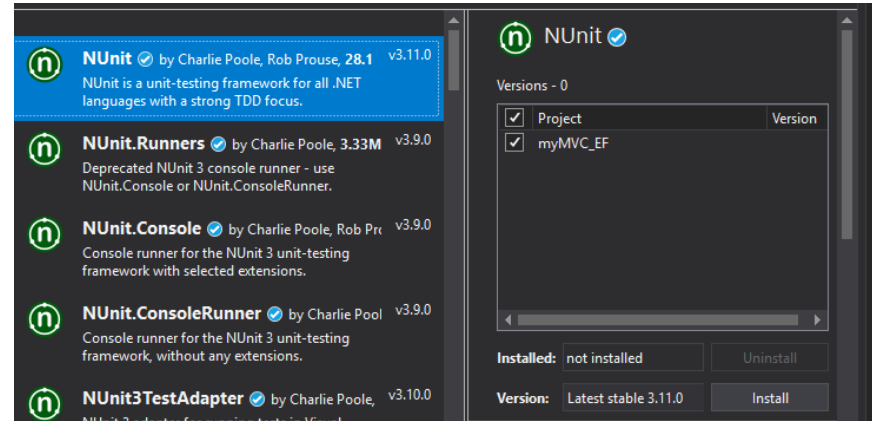 NUnit by Charlie Poole, Rob Prouse, 28.1 v3.11.0
NUnit is a unit-testing framework for all .NET
languages with a strong TDD focus.
NUnit.Runners by Charlie Poole, 3.33M v3.9.0
Deprecated NUnit 3 console runner - use
NUnit.Console or NUnit.ConsoleRunner.
NUnit.Console by Charlie Poole, Rob Pro v3.9.0
Console runner for the NUnit 3 unit-testing
framework with selected extensions.
NUnit.ConsoleRunner by Charlie Pool v3.9.0
Console runner for the NUnit 3 unit-testing
framework, without any extensions.
NUnit3TestAdapter by Charlie Poole, v3.10.0
NUnit
Versions - 0
Project Version
myMVC_EF
Installed: not installed Uninstall
Version: Latest stable 3.11.0 Install